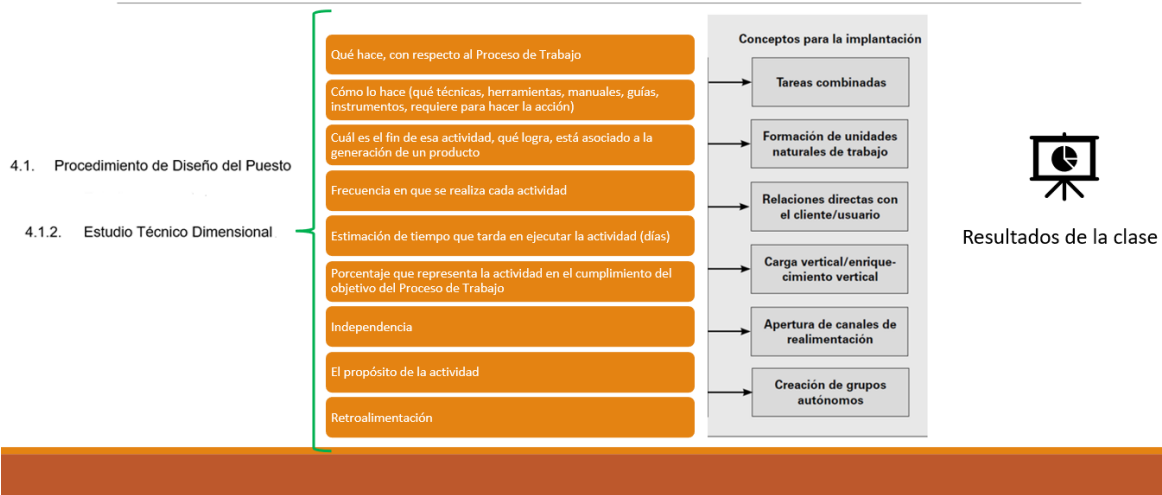 4.1. Procedimiento de Diseño del Puesto
4.1.2. Estudio Técnico Dimensional
Qué hace, con respecto al Proceso de Trabajo
Cómo lo hace (qué técnicas, herramientas, manuales, guías,
instrumentos, requiere para hacer la acción)
Cuál es el fin de esa actividad, qué logra, está asociado a la
generación de un producto
Frecuencia en que se realiza cada actividad
Estimación de tiempo que tarda en ejecutar la actividad (días)
Porcentaje que representa la actividad en el cumplimiento del
objetivo del Proceso de Trabajo
Independencia
El propósito de la actividad
Retroalimentación
Conceptos para la implantación
Tareas combinadas
Formación de unidades
naturales de trabajo
Relaciones directas con
el cliente/usuario
Carga vertical/enrique-
cimiento vertical
Apertura de canales de
realimentación
Creación de grupos
autónomos
Resultados de la clase